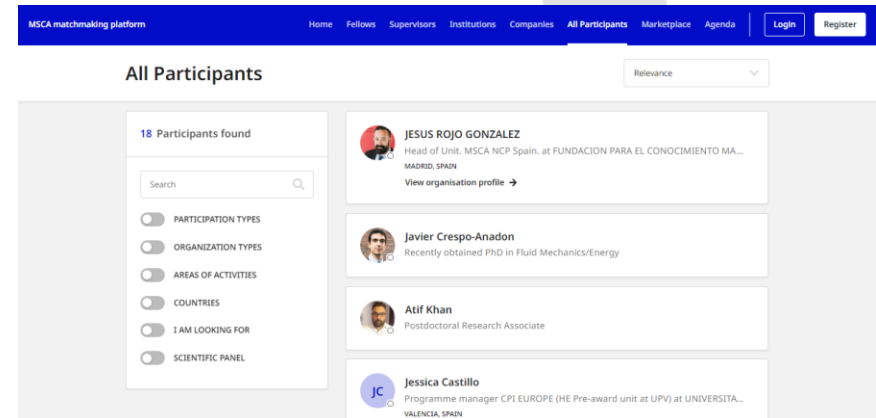 MSCA matchmaking platform
Home Fellows Supervisors Institutions Companies All Participants Marketplace Agenda Login Register
All Participants
Relevance
18 Participants found
Search
PARTICIPATION TYPES
ORGANIZATION TYPES
AREAS OF ACTIVITIES
COUNTRIES
I AM LOOKING FOR
SCIENTIFIC PANEL
JESUS ROJO GONZALEZ
Head of Unit. MSCA NCP Spain. at FUNDACION PARA EL CONOCIMIENTO MA...
MADRID, SPAIN
View organisation profile →
Javier Crespo-Anadon
Recently obtained PhD in Fluid Mechanics/Energy
Atif Khan
Postdoctoral Research Associate
JC
Jessica Castillo
Programme manager CPI EUROPE (HE Pre-award unit at UPV) at UNIVERSITA...
VALENCIA, SPAIN